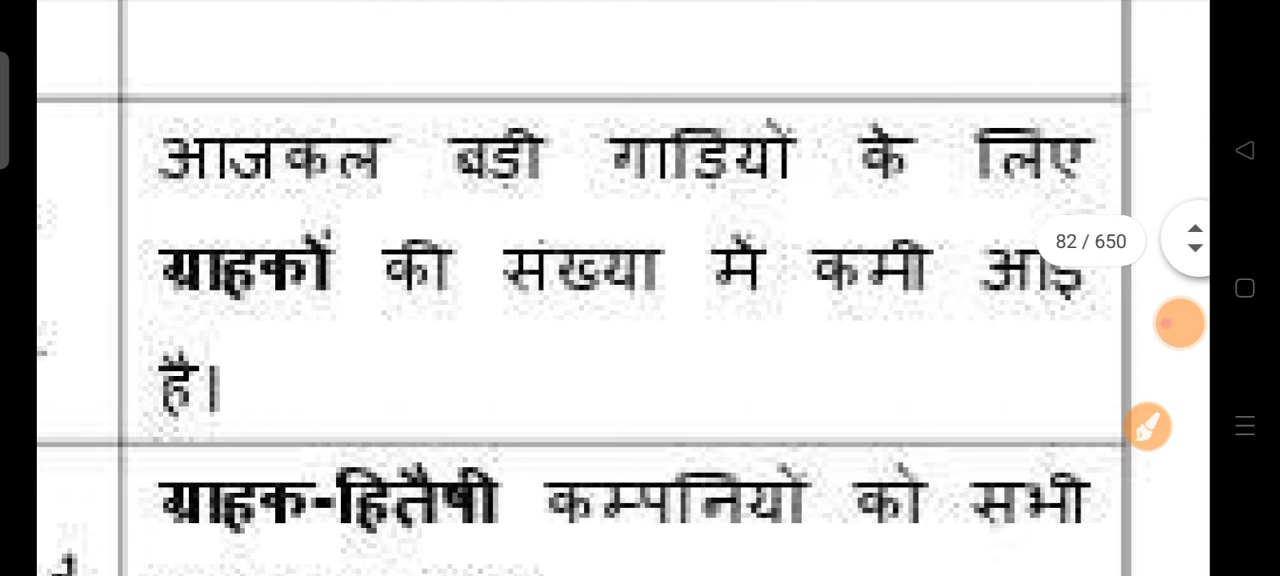 आजकल बड़ी गाड़ियों के लिए
ग्राहकों की संख्या में कमी आई
82 / 650
है।
ग्राहक-हितैषी कम्पनियों को सभी